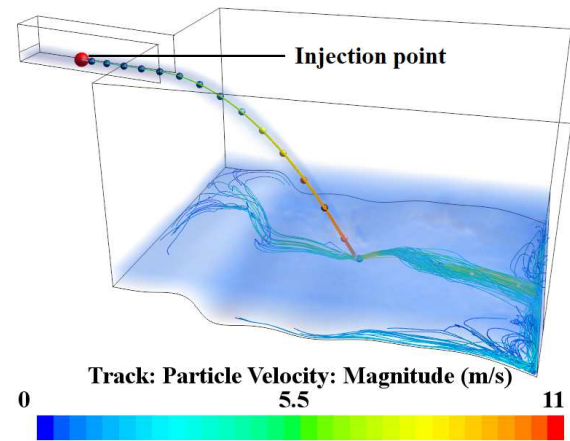 Injection point
Track: Particle Velocity: Magnitude (m/s)
0 5.5 11